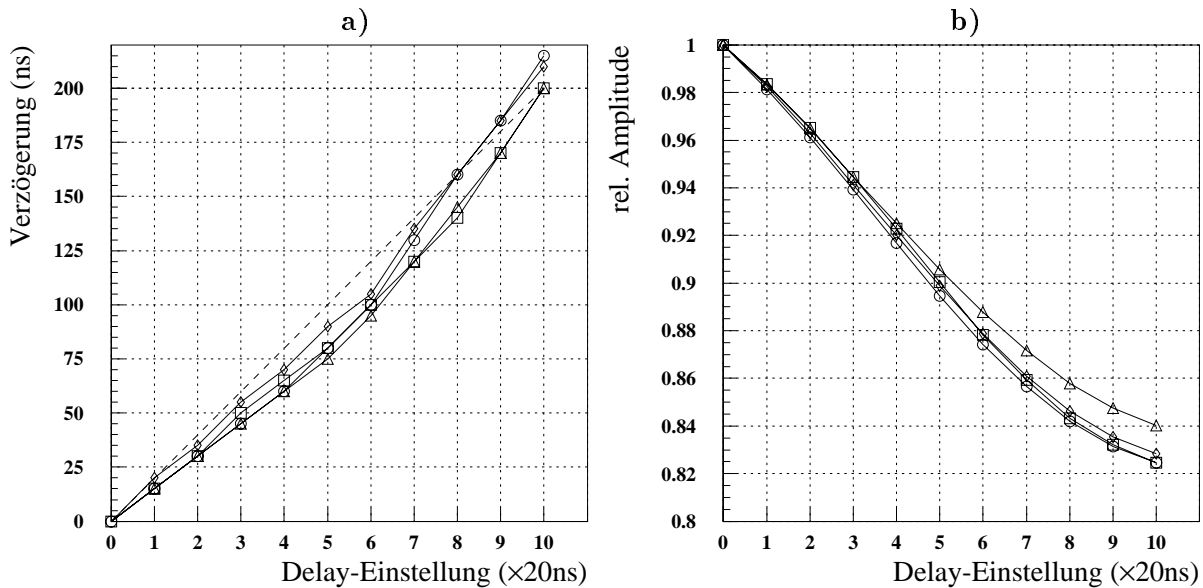 a)
Verzögerung (ns)
200
175
150
125
100
75
50
25
0
0 1 2 3 4 5 6 7 8 9 10
Delay-Einstellung (×20ns)
b)
rel. Amplitude
1
0.98
0.96
0.94
0.92
0.9
0.88
0.86
0.84
0.82
0.8
0 1 2 3 4 5 6 7 8 9 10
Delay-Einstellung (×20ns)